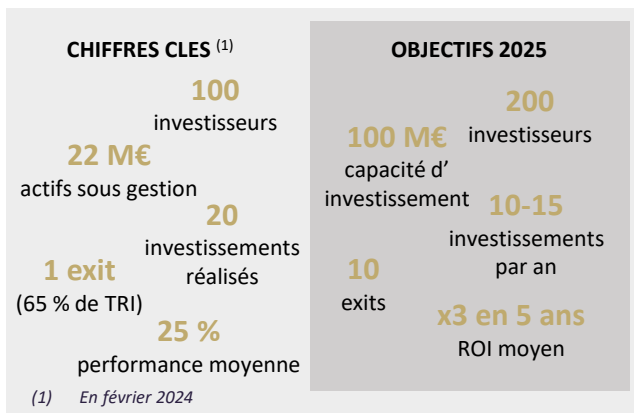 CHIFFRES CLES (1)
100
investisseurs
22 M€
actifs sous gestion
20
investissements
réalisés
1 exit
(65 % de TRI)
25 %
performance moyenne
(1) En février 2024
OBJECTIFS 2025
200
investisseurs
100 M€
capacité d’
investissement
10-15
investissements
par an
10
exits
x3 en 5 ans
ROI moyen